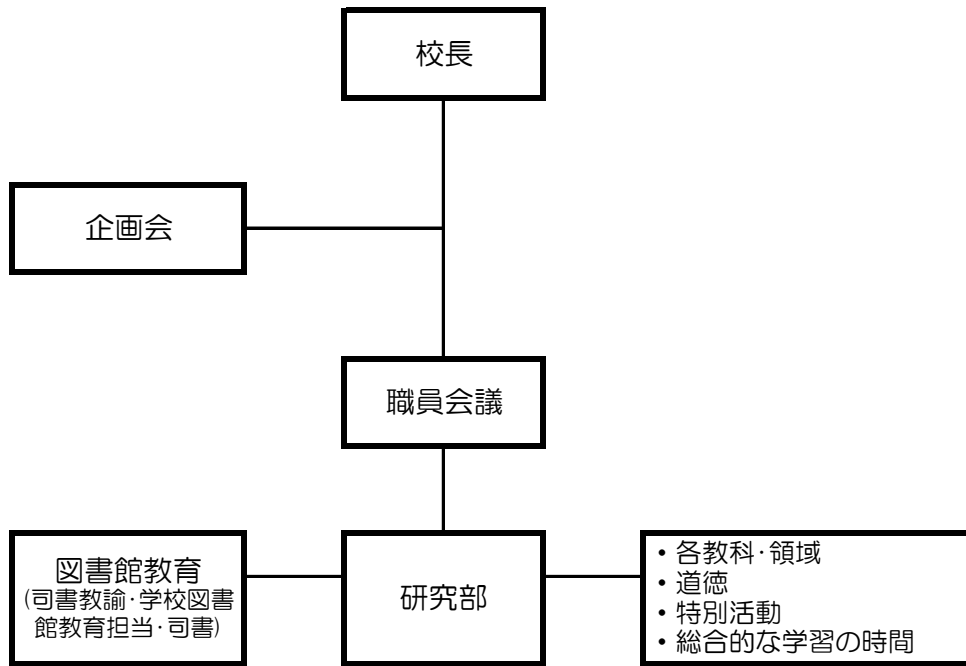 校長
企画会
職員会議
図書館教育
(司書教諭・学校図書
館教育担当・司書)
研究部
・各教科・領域
・道徳
・特別活動
・総合的な学習の時間